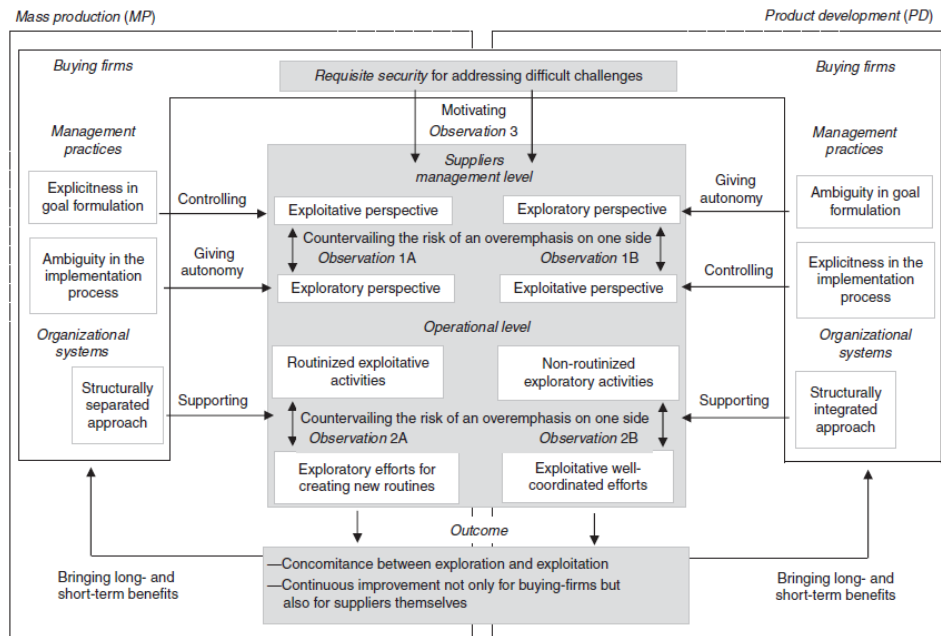 Mass production (MP)
Product development (PD)
Buying firms
Buying firms
Requisite security for addressing difficult challenges
Motivating
Observation 3
Management
practices
Management
practices
Suppliers
management level
Explicitness in
goal formulation
Controlling
Exploitative perspective
Exploratory perspective
Giving
autonomy
Ambiguity in goal
formulation
Countervailing the risk of an overemphasis on one side
Observation 1A
Observation 1B
Ambiguity in the
implementation
process
Giving
autonomy
Exploratory perspective
Exploitative perspective
Controlling
Explicitness in the
implementation
process
Organizational
systems
Operational level
Organizational
systems
Structurally
separated
approach
Supporting
Routinized exploitative
activities
Non-routinized
exploratory activities
Supporting
Structurally
integrated
approach
Countervailing the risk of an overemphasis on one side
Observation 2A
Observation 2B
Exploratory efforts for
creating new routines
Exploitative well-
coordinated efforts
Outcome
—Concomitance between exploration and exploitation
—Continuous improvement not only for buying-firms but
also for suppliers themselves
Bringing long- and
short-term benefits
Bringing long- and
short-term benefits